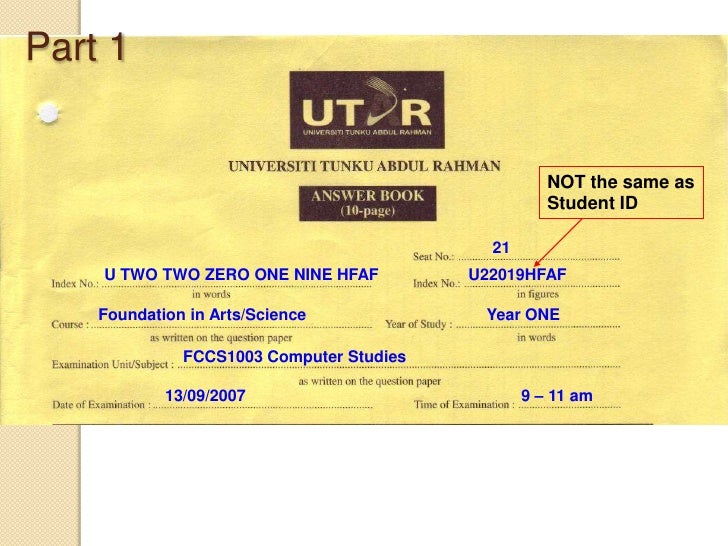 Part 1
UTAR
UNIVERSITI TUNKU ABDUL RAHMAN
UNIVERSITI TUNKU ABDUL RAHMAN
ANSWER BOOK
(10-page)
NOT the same as
Student ID
Seat No.: 21
Index No.: U TWO TWO ZERO ONE NINE HFAF
in words
Index No.: U22019HFAF
in figures
Course : Foundation in Arts/Science
as written on the question paper
Year of Study : Year ONE
in words
Examination Unit/Subject : FCCS1003 Computer Studies
as written on the question paper
Date of Examination : 13/09/2007
Time of Examination : 9 – 11 am